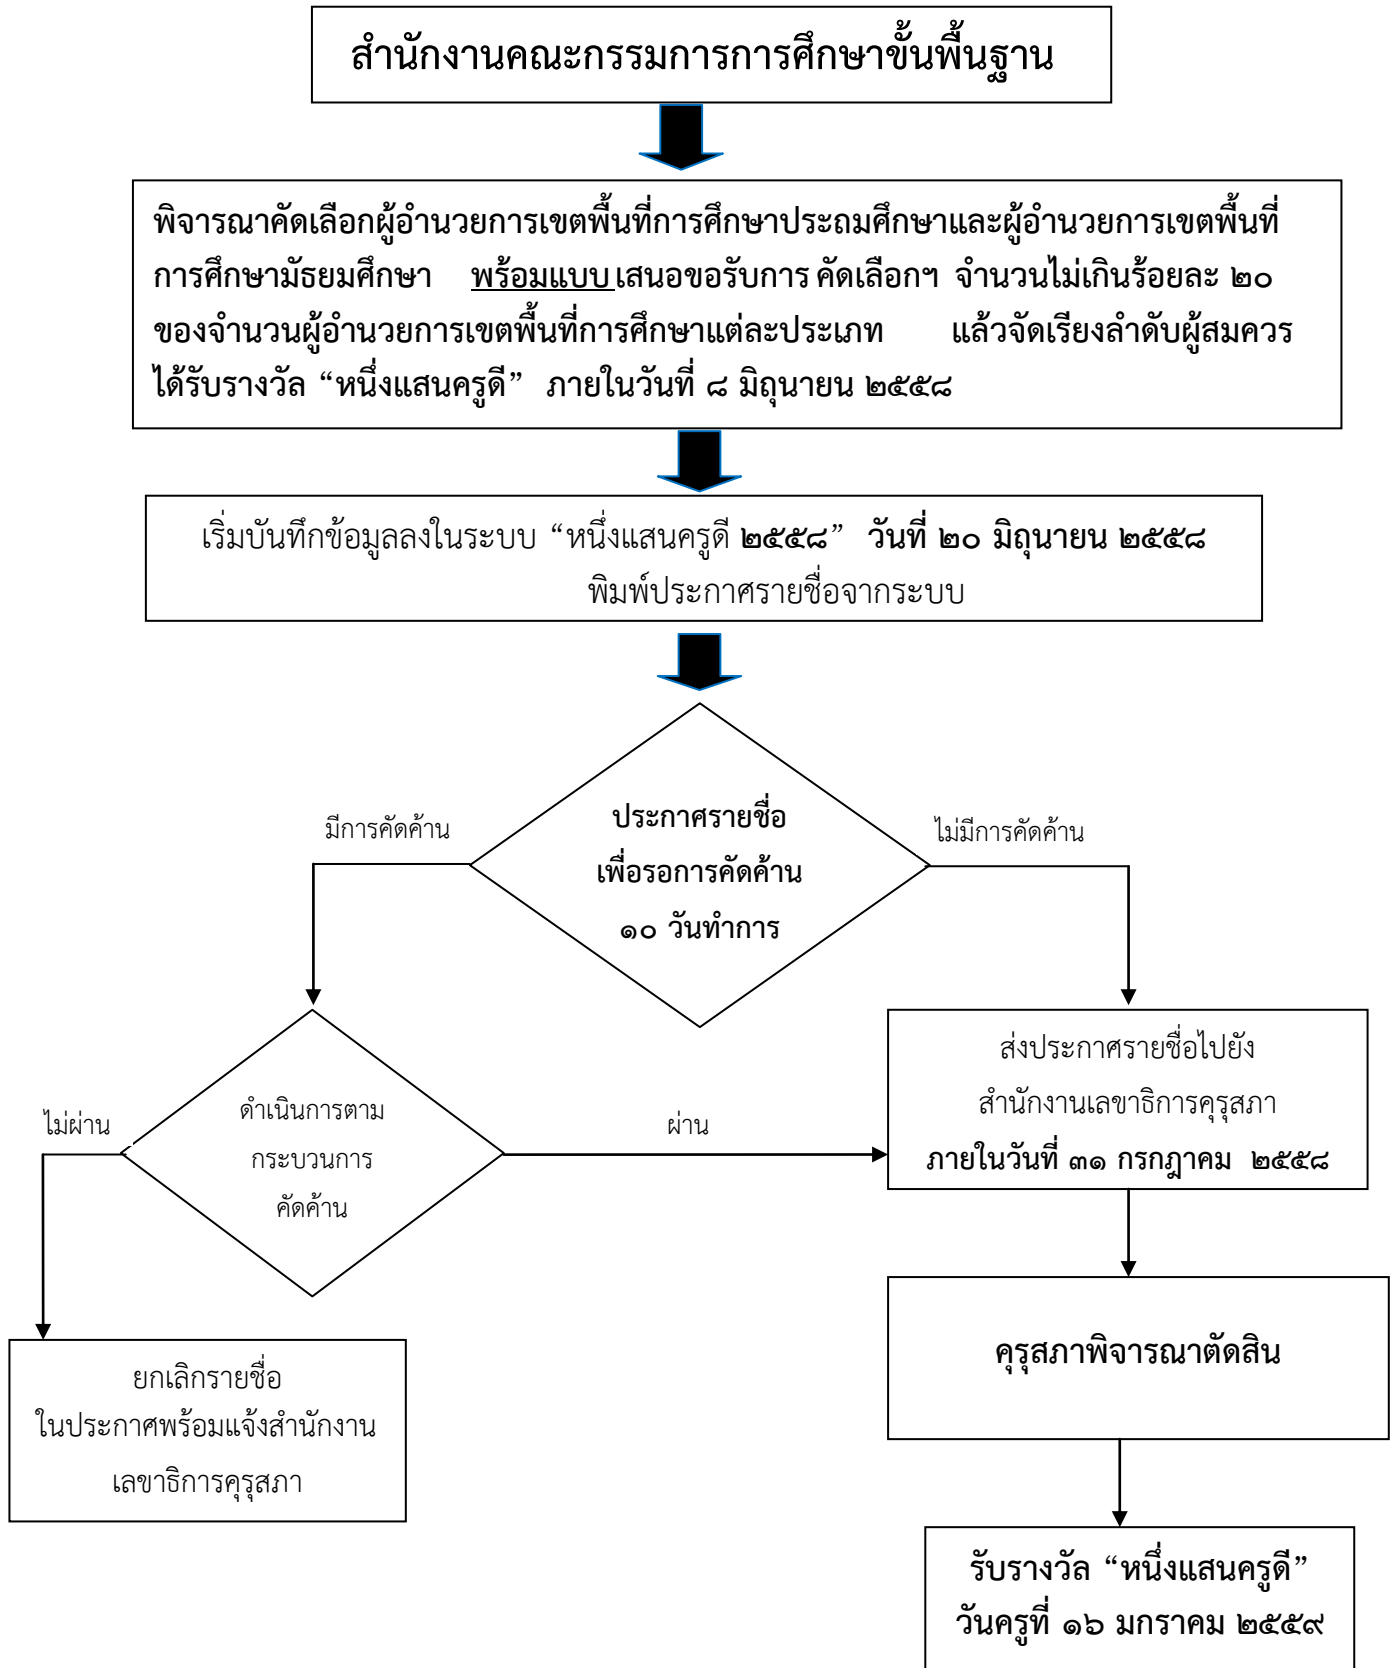 สำนักงานคณะกรรมการการศึกษาขั้นพื้นฐาน
พิจารณาคัดเลือกผู้อำนวยการเขตพื้นที่การศึกษาประถมศึกษาและผู้อำนวยการเขตพื้นที่
การศึกษามัธยมศึกษา พร้อมแบบเสนอขอรับการ คัดเลือกฯ จำนวนไม่เกินร้อยละ ๒๐
ของจำนวนผู้อำนวยการเขตพื้นที่การศึกษาแต่ละประเภท แล้วจัดเรียงลำดับผู้สมควร
ได้รับรางวัล “หนึ่งแสนครูดี” ภายในวันที่ ๘ มิถุนายน ๒๕๕๘
เริ่มบันทึกข้อมูลลงในระบบ “หนึ่งแสนครูดี ๒๕๕๘” วันที่ ๒๐ มิถุนายน ๒๕๕๘
พิมพ์ประกาศรายชื่อจากระบบ
ประกาศรายชื่อ
เพื่อรอการคัดค้าน
๑๐ วันทำการ
มีการคัดค้าน
ไม่มีการคัดค้าน
ดำเนินการตาม
กระบวนการ
คัดค้าน
ไม่ผ่าน
ผ่าน
ส่งประกาศรายชื่อไปยัง
สำนักงานเลขาธิการคุรุสภา
ภายในวันที่ ๓๑ กรกฎาคม ๒๕๕๘
คุรุสภาพิจารณาตัดสิน
ยกเลิกรายชื่อ
ในประกาศพร้อมแจ้งสำนักงาน
เลขาธิการคุรุสภา
รับรางวัล “หนึ่งแสนครูดี”
วันครูที่ ๑๖ มกราคม ๒๕๕๙